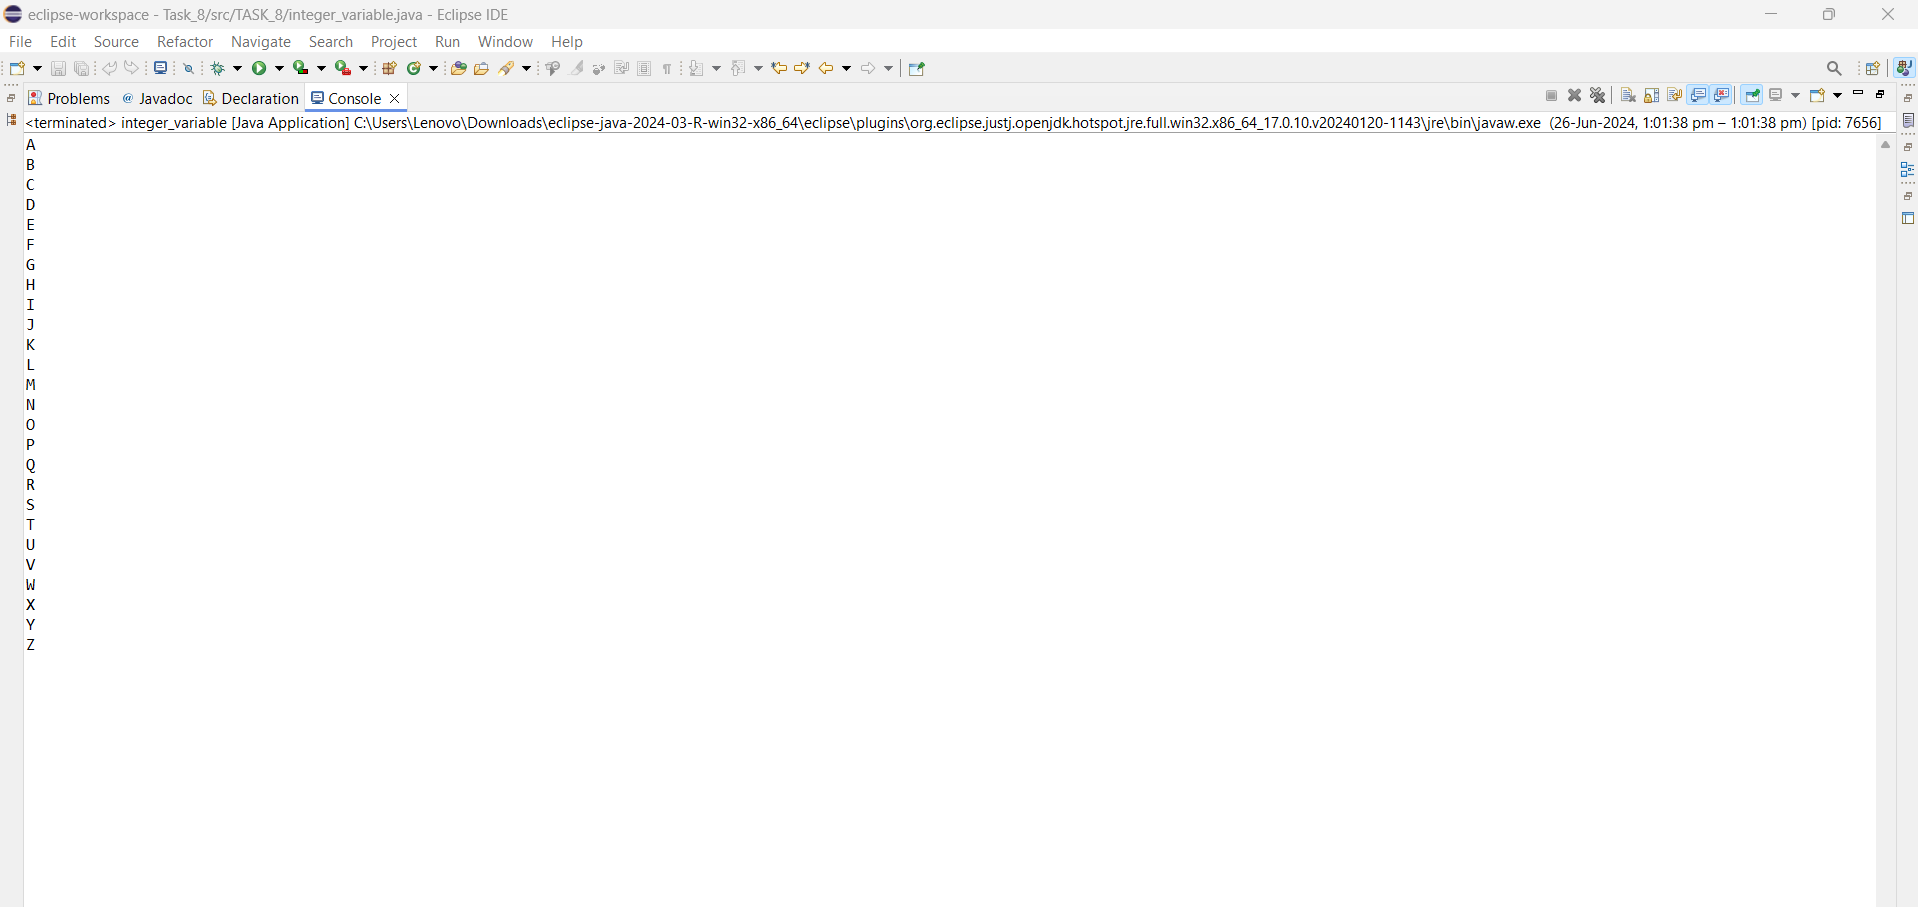 eclipse-workspace - Task_8/src/TASK_8/integer_variable.java - Eclipse IDE
File Edit Source Refactor Navigate Search Project Run Window Help
Problems @ Javadoc Declaration Console
<terminated> integer_variable [Java Application] C:\Users\Lenovo\Downloads\eclipse-java-2024-03-R-win32-x86_64\eclipse\plugins\org.eclipse.justj.openjdk.hotspot.jre.full.win32.x86_64_17.0.10.v20240120-1143\jre\bin\javaw.exe (26-Jun-2024, 1:01:38 pm – 1:01:38 pm) [pid: 7656]
A
B
C
D
E
F
G
H
I
J
K
L
M
N
O
P
Q
R
S
T
U
V
W
X
Y
Z